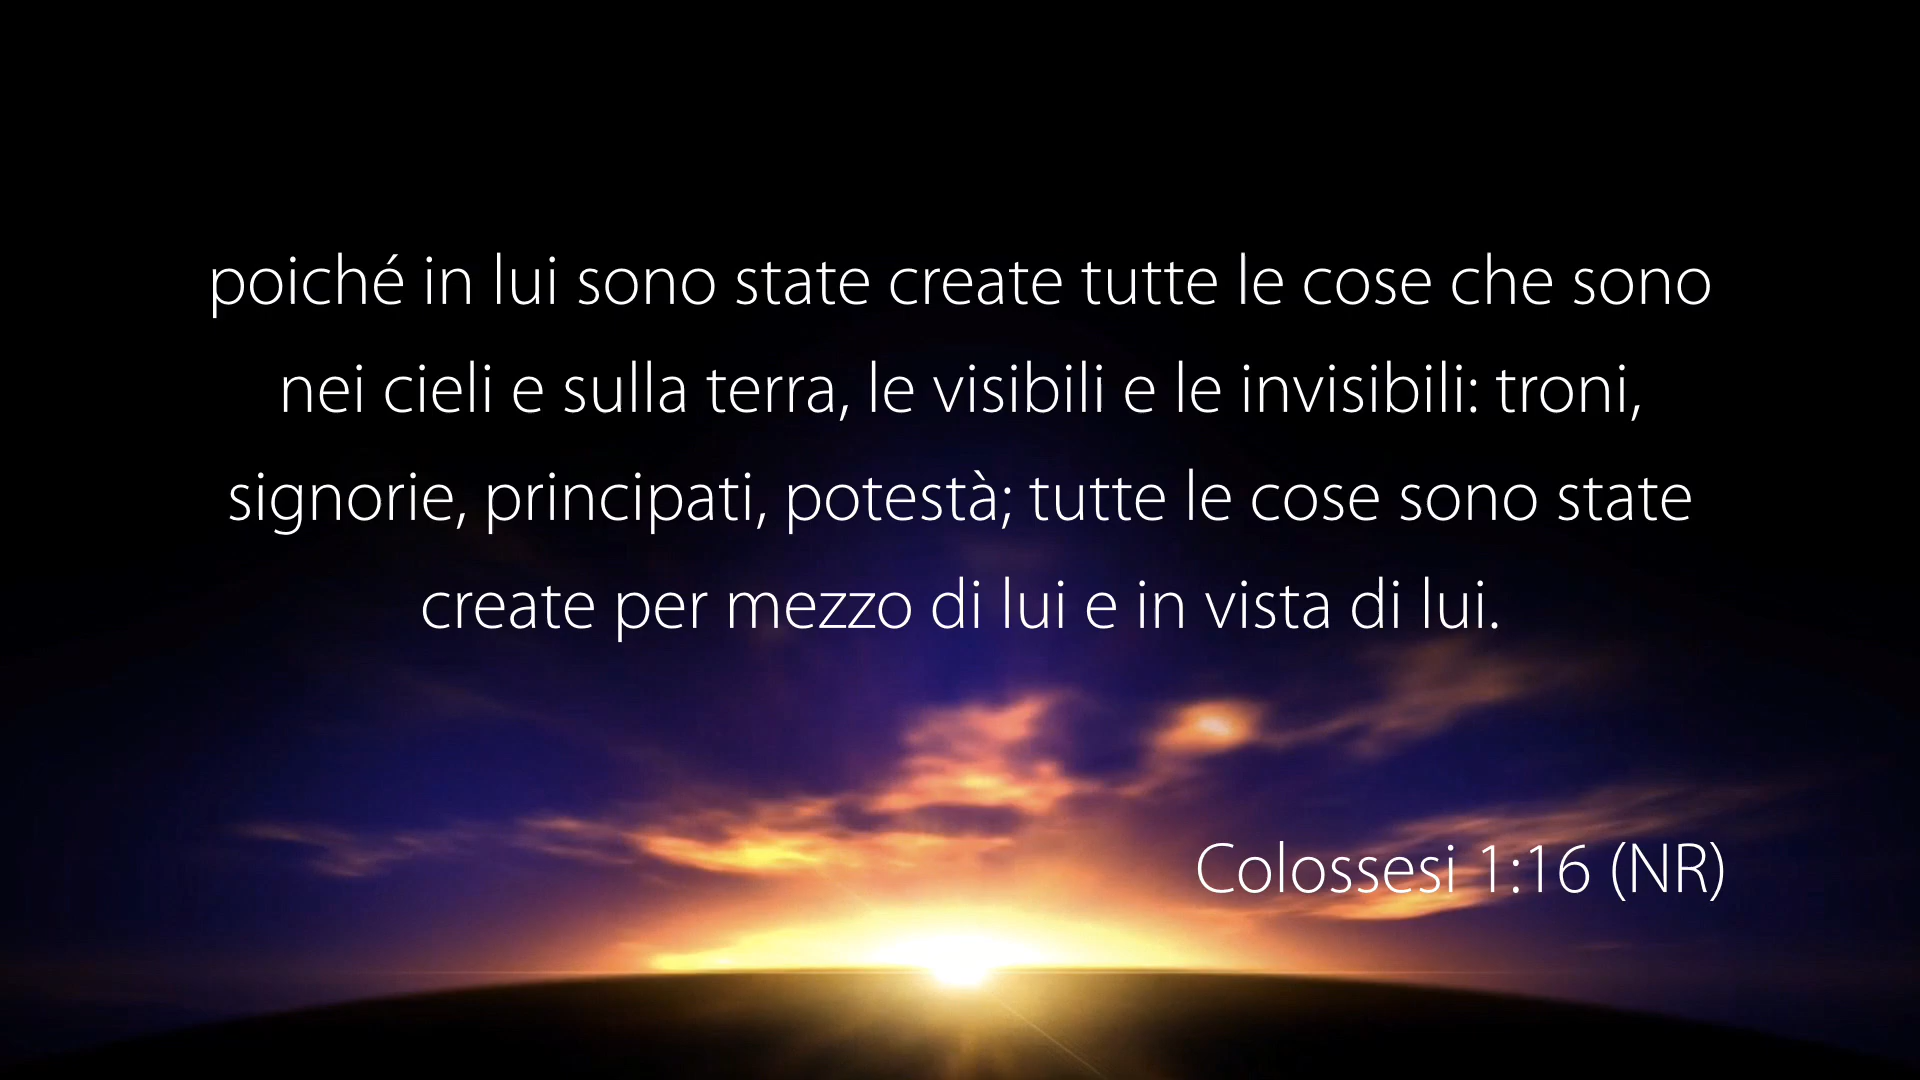 poiché in lui sono state create tutte le cose che sono
nei cieli e sulla terra, le visibili e le invisibili: troni,
signorie, principati, potestà; tutte le cose sono state
create per mezzo di lui e in vista di lui.
Colossesi 1:16 (NR)